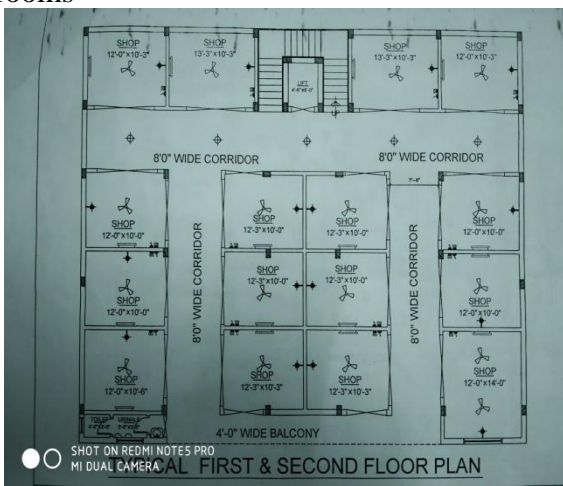 SHOP
12'-0"x10'-3"
SHOP
13'-3"x10'-3"
LIFT
SHOP
13'-3"x10'-3"
SHOP
12'-0"x10'-3"
8'0" WIDE CORRIDOR
8'0" WIDE CORRIDOR
SHOP
12'-0"x10'-0"
SHOP
12'-3"x10'-0"
SHOP
12'-3"x10'-0"
SHOP
12'-0"x10'-0"
8'0" WIDE CORRIDOR
8'0" WIDE CORRIDOR
SHOP
12'-0"x10'-0"
SHOP
12'-3"x10'-0"
SHOP
12'-3"x10'-0"
SHOP
12'-0"x10'-0"
SHOP
12'-0"x10'-6"
SHOP
12'-3"x10'-3"
SHOP
12'-3"x10'-3"
SHOP
12'-0"x14'-0"
TOILET
4'-0" WIDE BALCONY
TYPICAL FIRST & SECOND FLOOR PLAN
SHOT ON REDMI NOTE5 PRO
MI DUAL CAMERA